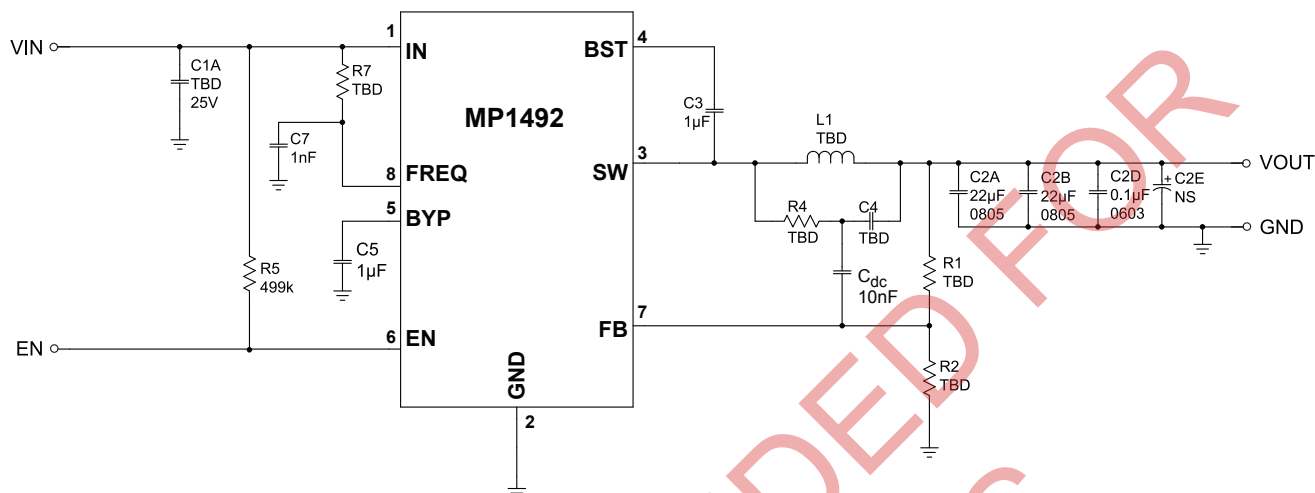 VIN
C1A
TBD
25V
R7
TBD
C7
1nF
R5
499k
C5
1µF
EN
1
8
5
6
IN
FREQ
BYP
EN
MP1492
GND
2
BST
SW
FB
4
3
7
C3
1µF
L1
TBD
R4
TBD
C4
TBD
Cdc
10nF
R1
TBD
R2
TBD
C2A
22µF
0805
C2B
22µF
0805
C2D
0.1µF
0603
+ C2E
NS
VOUT
GND
DED FOR